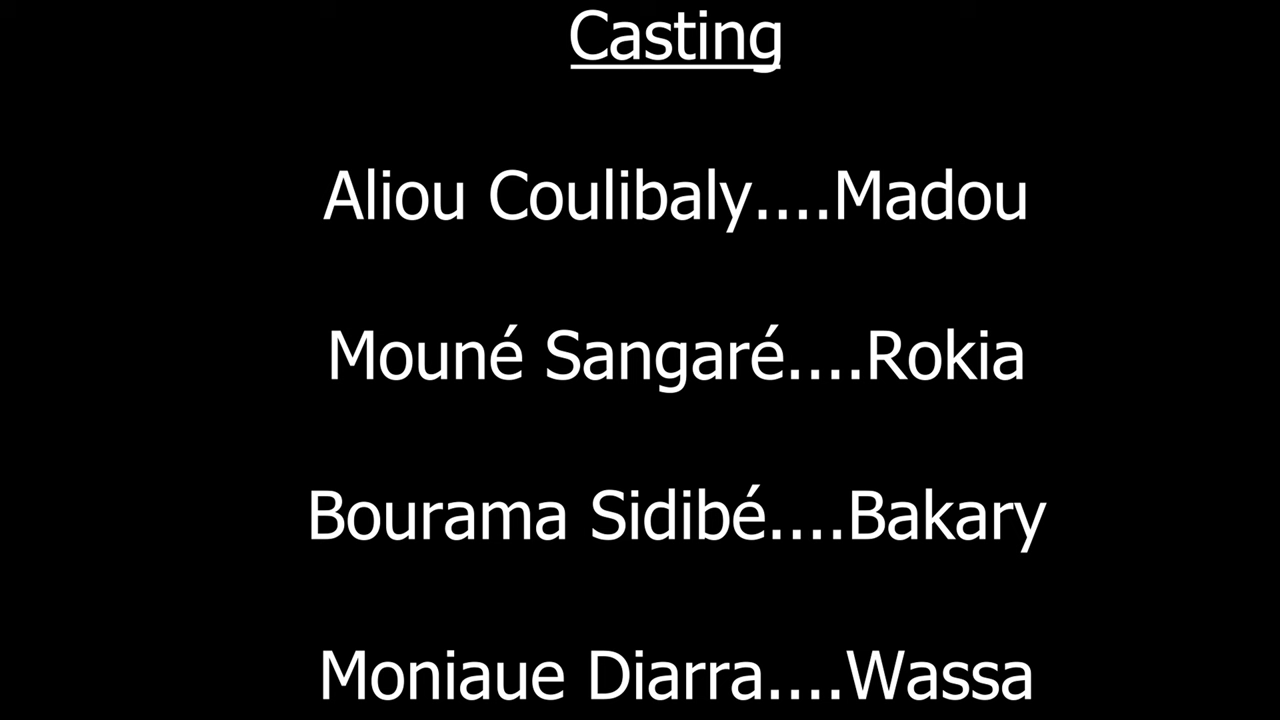 Casting
Aliou Coulibaly....Madou
Mouné Sangaré....Rokia
Bourama Sidibé....Bakary
Moniaue Diarra....Wassa